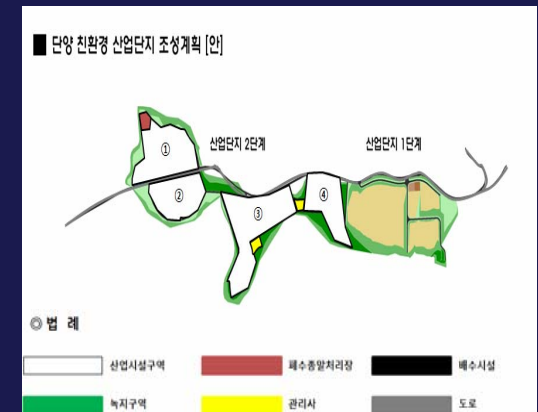 ■ 단양 친환경 산업단지 조성계획 [안]
산업단지 2단계
산업단지 1단계
①
②
③
④
◎ 법 례
산업시설구역
폐수종말처리장
배수시설
녹지구역
관리사
도로